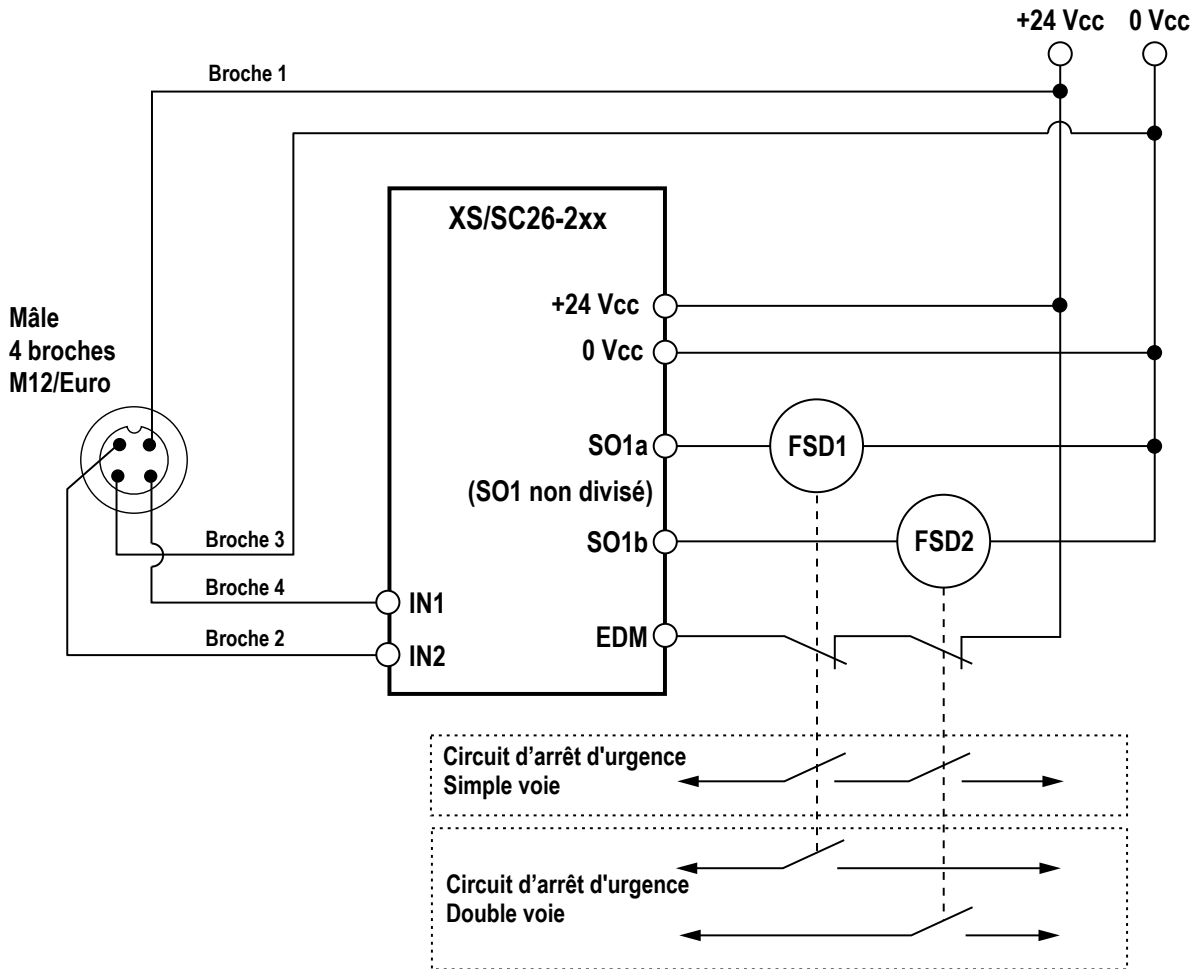 +24 Vcc 0 Vcc
Broche 1
XS/SC26-2xx
+24 Vcc
0 Vcc
Mâle
4 broches
M12/Euro
SO1a
FSD1
(SO1 non divisé)
SO1b
FSD2
Broche 3
Broche 4
IN1
Broche 2
IN2
EDM
Circuit d’arrêt d'urgence
Simple voie
Circuit d’arrêt d'urgence
Double voie